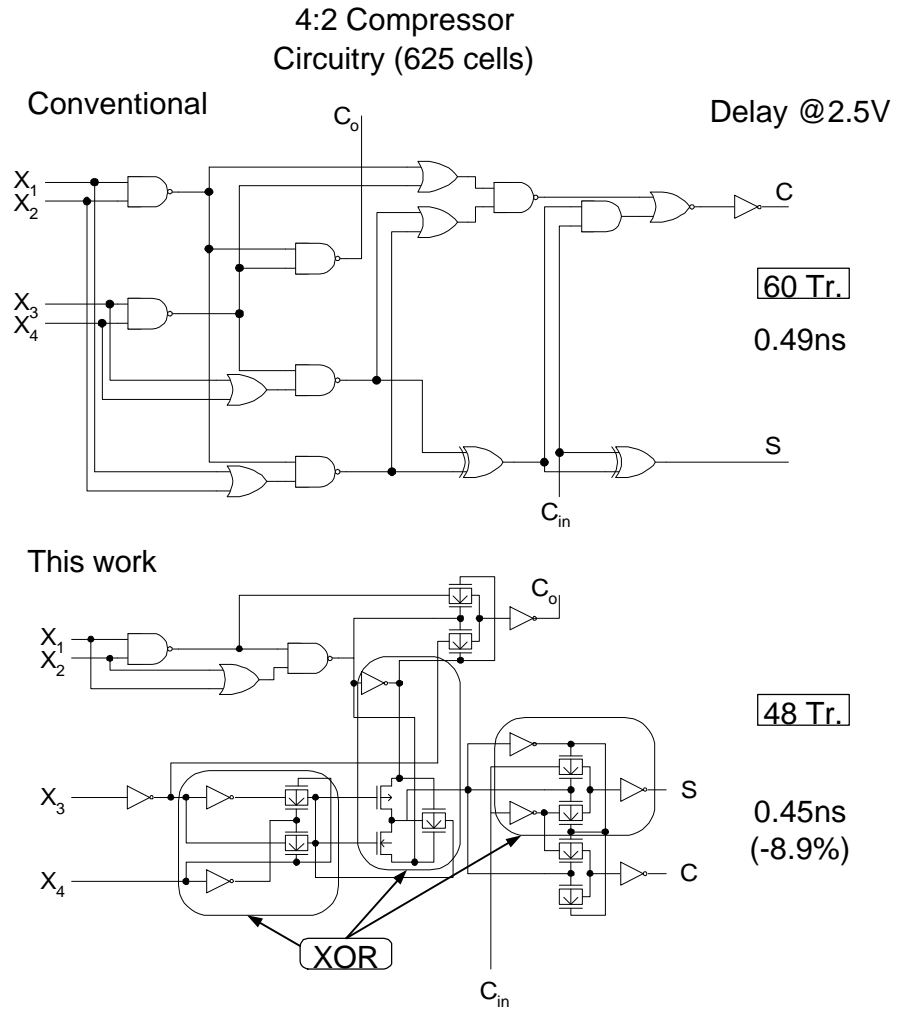 4:2 Compressor
Circuitry (625 cells)
Conventional
Delay @2.5V
Co
X1
X2
C
X3
X4
60 Tr.
0.49ns
S
Cin
This work
Co
X1
X2
48 Tr.
X3
S
0.45ns
(-8.9%)
X4
C
XOR
Cin